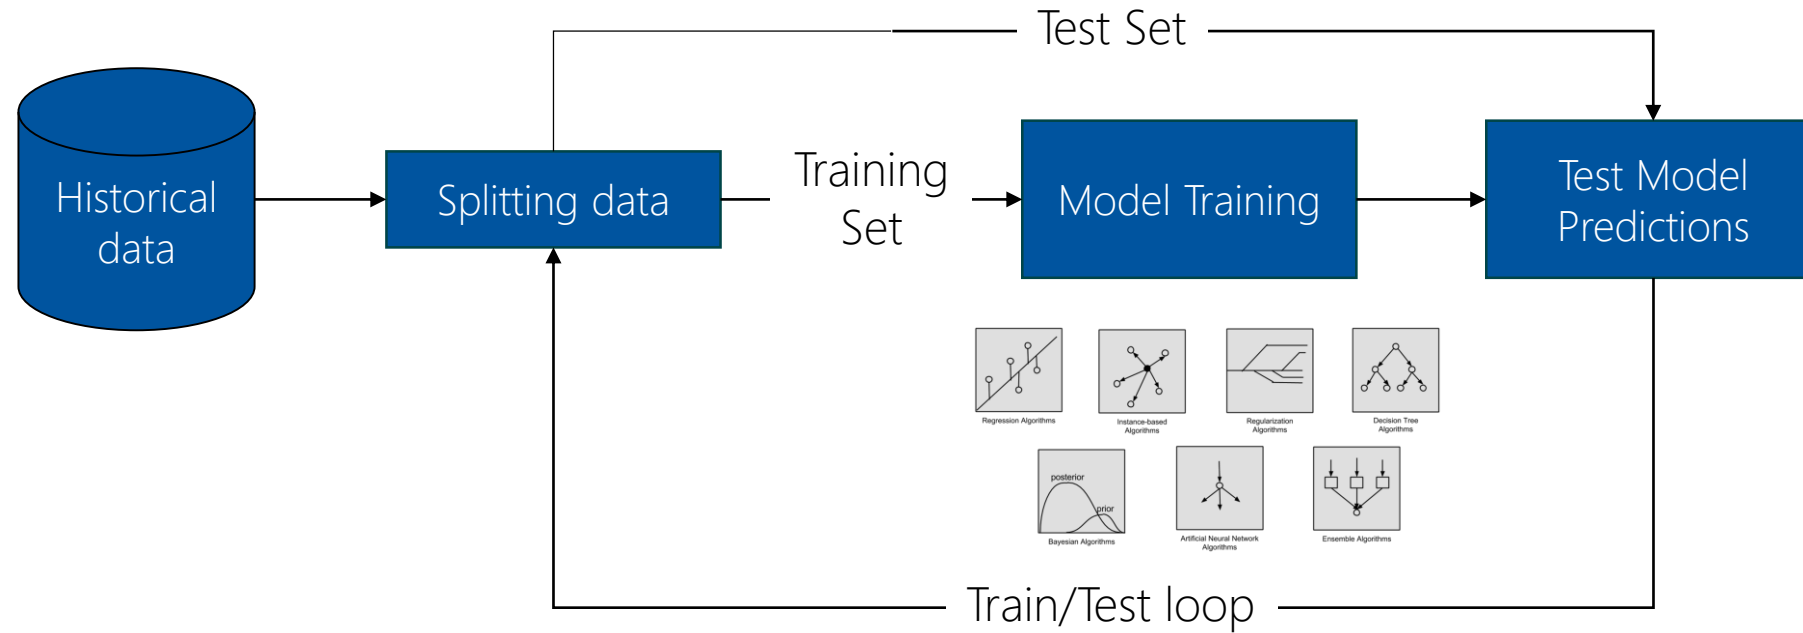 Test Set
Historical
data
Splitting data
Training
Set
Model Training
Test Model
Predictions
Regression Algorithms
Instance-based
Algorithms
Regularization
Algorithms
Decision Tree
Algorithms
posterior
prior
Bayesian Algorithms
Artificial Neural Network
Algorithms
Ensemble Algorithms
Train/Test loop